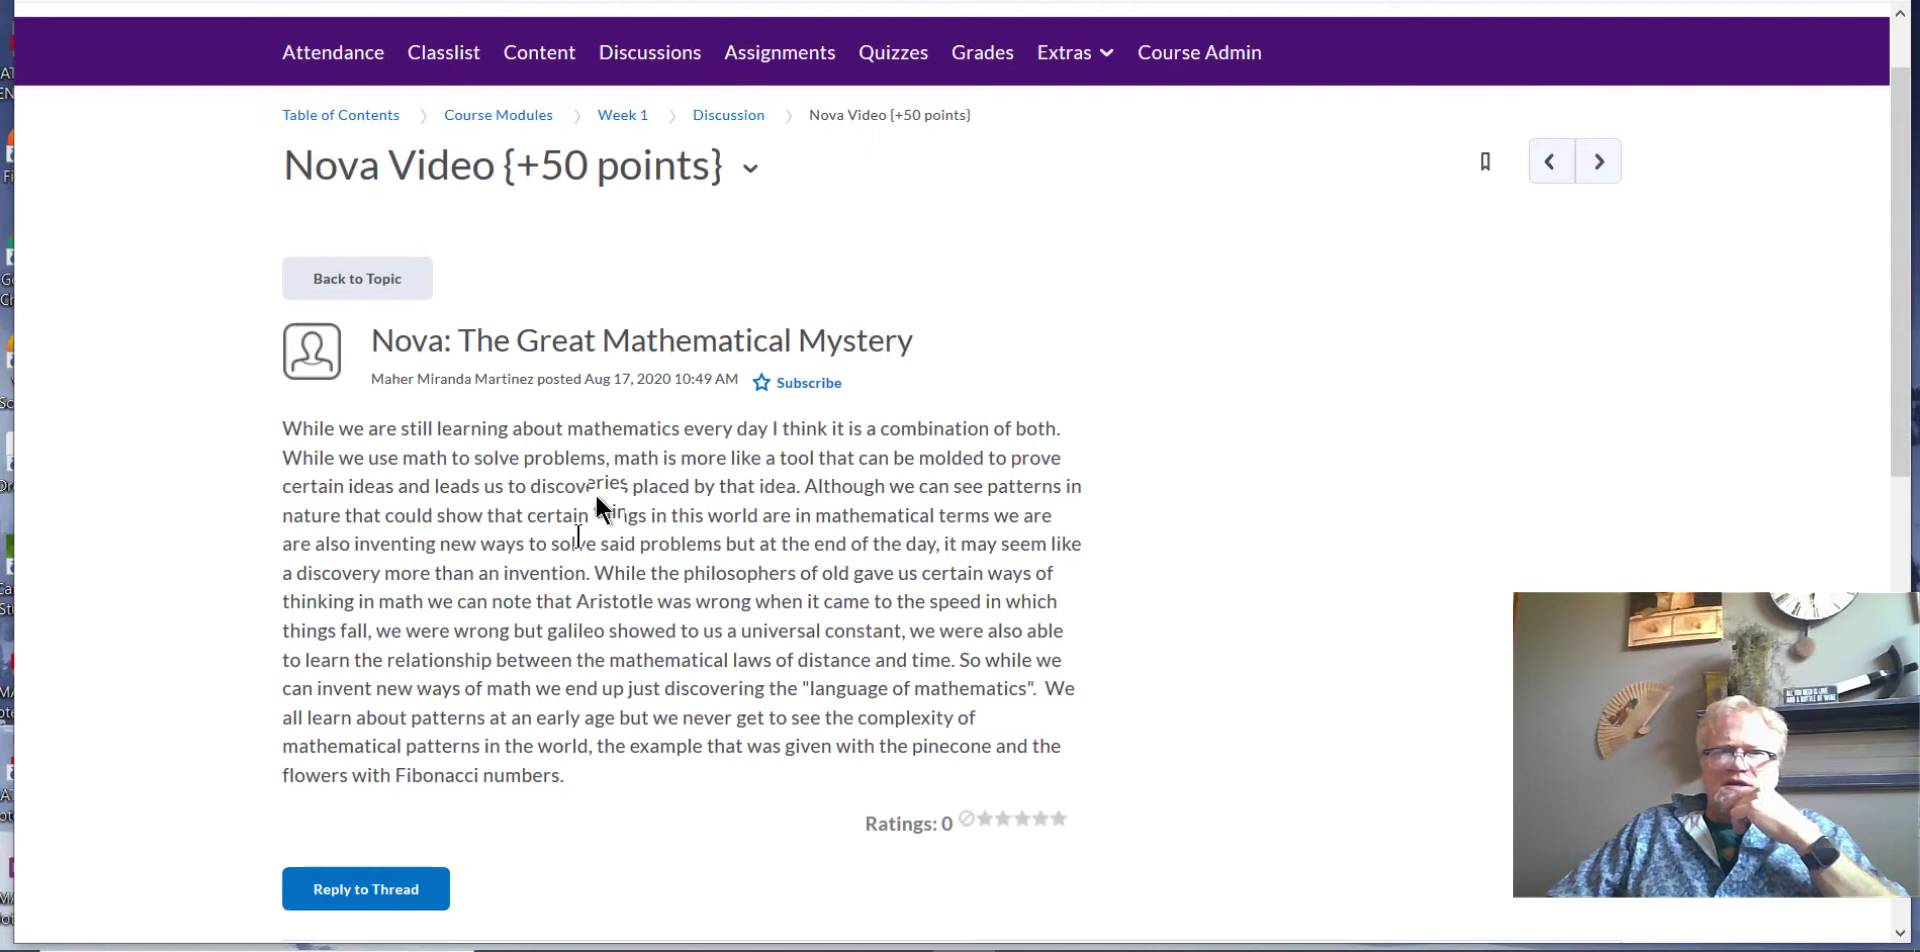 Attendance Classlist Content Discussions Assignments Quizzes Grades Extras Course Admin
Table of Contents Course Modules Week 1 Discussion Nova Video {+50 points}
Nova Video {+50 points}
Back to Topic
Nova: The Great Mathematical Mystery
Maher Miranda Martinez posted Aug 17, 2020 10:49 AM Subscribe
While we are still learning about mathematics every day I think it is a combination of both.
While we use math to solve problems, math is more like a tool that can be molded to prove
certain ideas and leads us to discoveries placed by that idea. Although we can see patterns in
nature that could show that certain things in this world are in mathematical terms we are
are also inventing new ways to solve said problems but at the end of the day, it may seem like
a discovery more than an invention. While the philosophers of old gave us certain ways of
thinking in math we can note that Aristotle was wrong when it came to the speed in which
things fall, we were wrong but galileo showed to us a universal constant, we were also able
to learn the relationship between the mathematical laws of distance and time. So while we
can invent new ways of math we end up just discovering the "language of mathematics". We
all learn about patterns at an early age but we never get to see the complexity of
mathematical patterns in the world, the example that was given with the pinecone and the
flowers with Fibonacci numbers.
Ratings: 0
Reply to Thread
ALL YOU NEED IS LOVE
AND A BOTTLE OF WINE